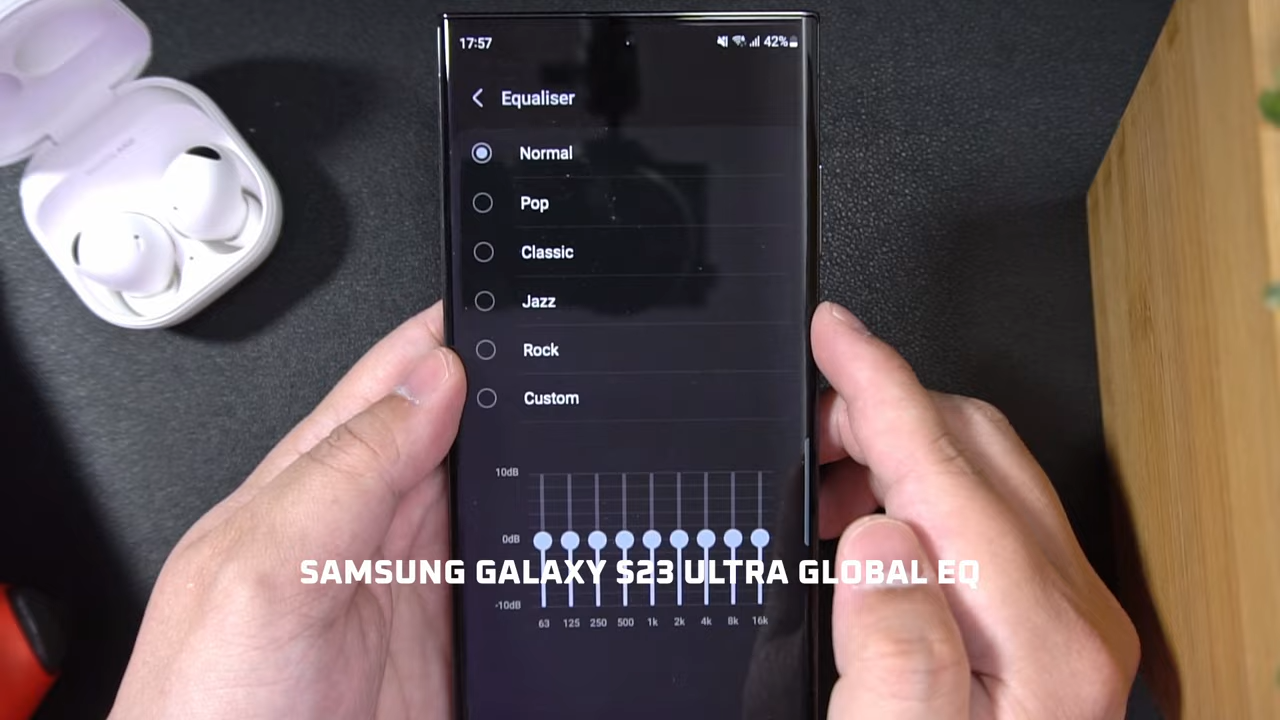 17:57
42%
Equaliser
Normal
Pop
Classic
Jazz
Rock
Custom
10dB
0dB
SAMSUNG GALAXY S23 ULTRA GLOBAL EQ
-10dB
63 125 250 500 1k 2k 4k 8k 16k